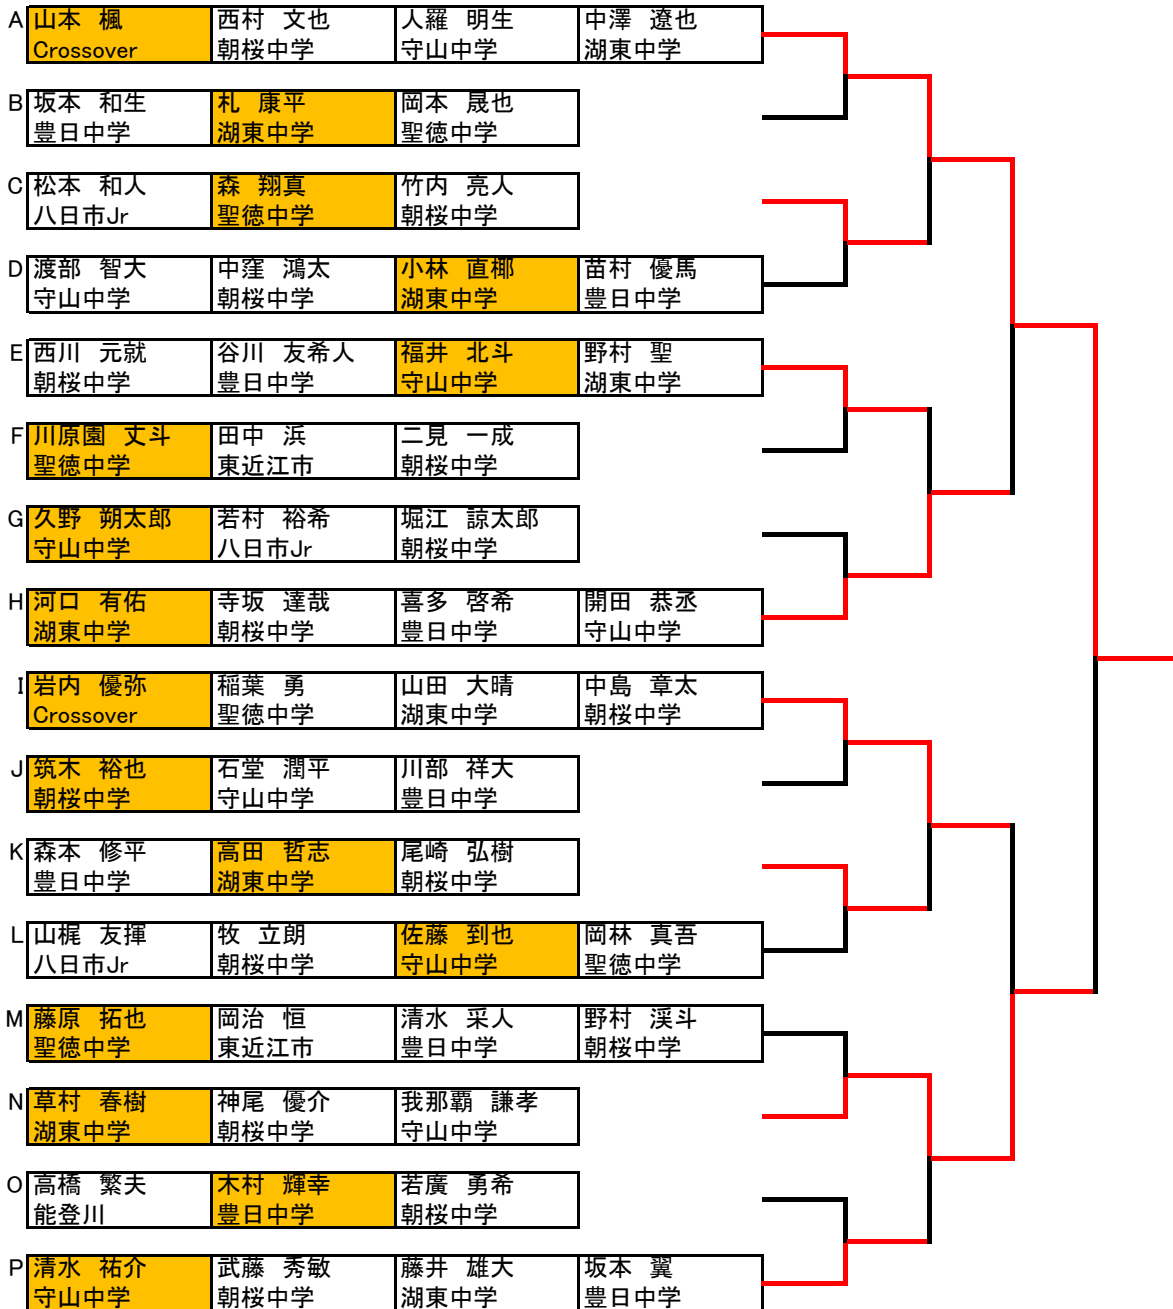 A 山本 楓 西村 文也 人羅 明生 中澤 遼也
Crossover 朝桜中学 守山中学 湖東中学
B 坂本 和生 札 康平 岡本 晟也
豊日中学 湖東中学 聖徳中学
C 松本 和人 森 翔真 竹内 亮人
八日市Jr 聖徳中学 朝桜中学
D 渡部 智大 中窪 鴻太 小林 直椰 苗村 優馬
守山中学 朝桜中学 湖東中学 豊日中学
E 西川 元就 谷川 友希人 福井 北斗 野村 聖
朝桜中学 豊日中学 守山中学 湖東中学
F 川原園 丈斗 田中 浜 二見 一成
聖徳中学 東近江市 朝桜中学
G 久野 朔太郎 若村 裕希 堀江 諒太郎
守山中学 八日市Jr 朝桜中学
H 河口 有佑 寺坂 達哉 喜多 啓希 開田 恭丞
湖東中学 朝桜中学 豊日中学 守山中学
I 岩内 優弥 稲葉 勇 山田 大晴 中島 章太
Crossover 聖徳中学 湖東中学 朝桜中学
J 筑木 裕也 石堂 潤平 川部 祥大
朝桜中学 守山中学 豊日中学
K 森本 修平 高田 哲志 尾崎 弘樹
豊日中学 湖東中学 朝桜中学
L 山梶 友揮 牧 立朗 佐藤 到也 岡林 真吾
八日市Jr 朝桜中学 守山中学 聖徳中学
M 藤原 拓也 岡治 恒 清水 采人 野村 渓斗
聖徳中学 東近江市 豊日中学 朝桜中学
N 草村 春樹 神尾 優介 我那覇 謙孝
湖東中学 朝桜中学 守山中学
O 高橋 繁夫 木村 輝幸 若廣 勇希
能登川 豊日中学 朝桜中学
P 清水 祐介 武藤 秀敏 藤井 雄大 坂本 翼
守山中学 朝桜中学 湖東中学 豊日中学